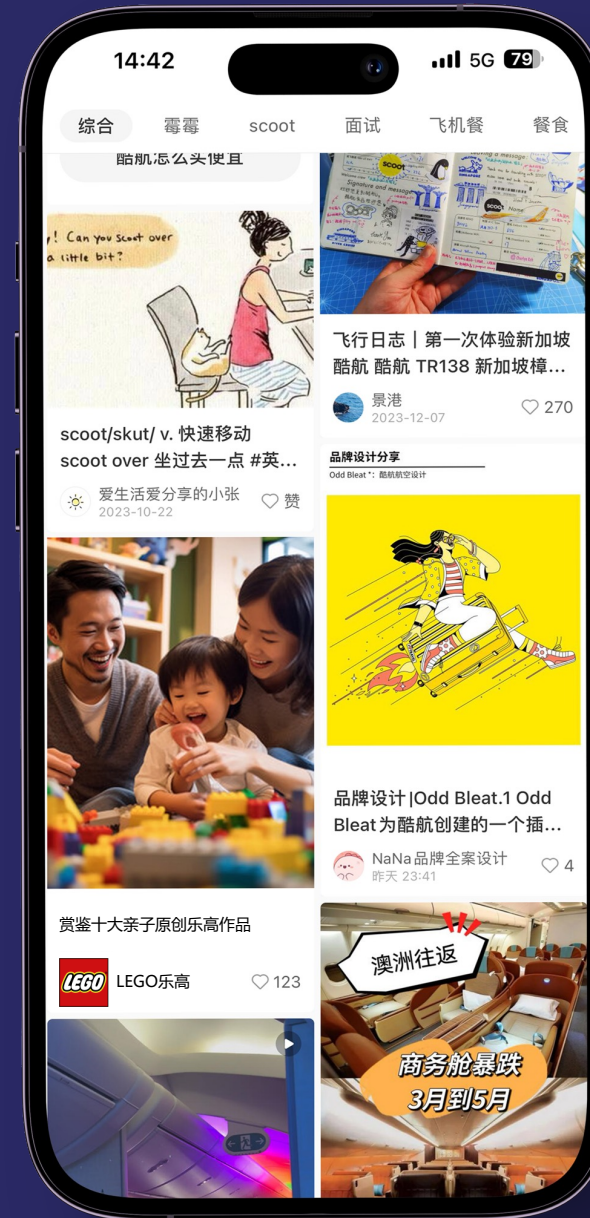 14:42
5G 79
综合 霉霉 scoot 面试 飞机餐 餐食
酷航怎么买便宜
! Can you Scoot over
a little bit?
scoot/skut/ v. 快速移动
scoot over 坐过去一点 #英...
爱生活爱分享的小张
2023-10-22
赞
赏鉴十大亲子原创乐高作品
LEGO
LEGO乐高
123
scoot
Signature and message
飞行日志｜第一次体验新加坡
酷航 酷航 TR138 新加坡樟...
景港
2023-12-07
270
品牌设计分享
Odd Bleat *：酷航航空设计
品牌设计|Odd Bleat.1 Odd
Bleat为酷航创建的一个插...
NaNa品牌全案设计
昨天 23:41
4
澳洲往返
商务舱暴跌
3月到5月